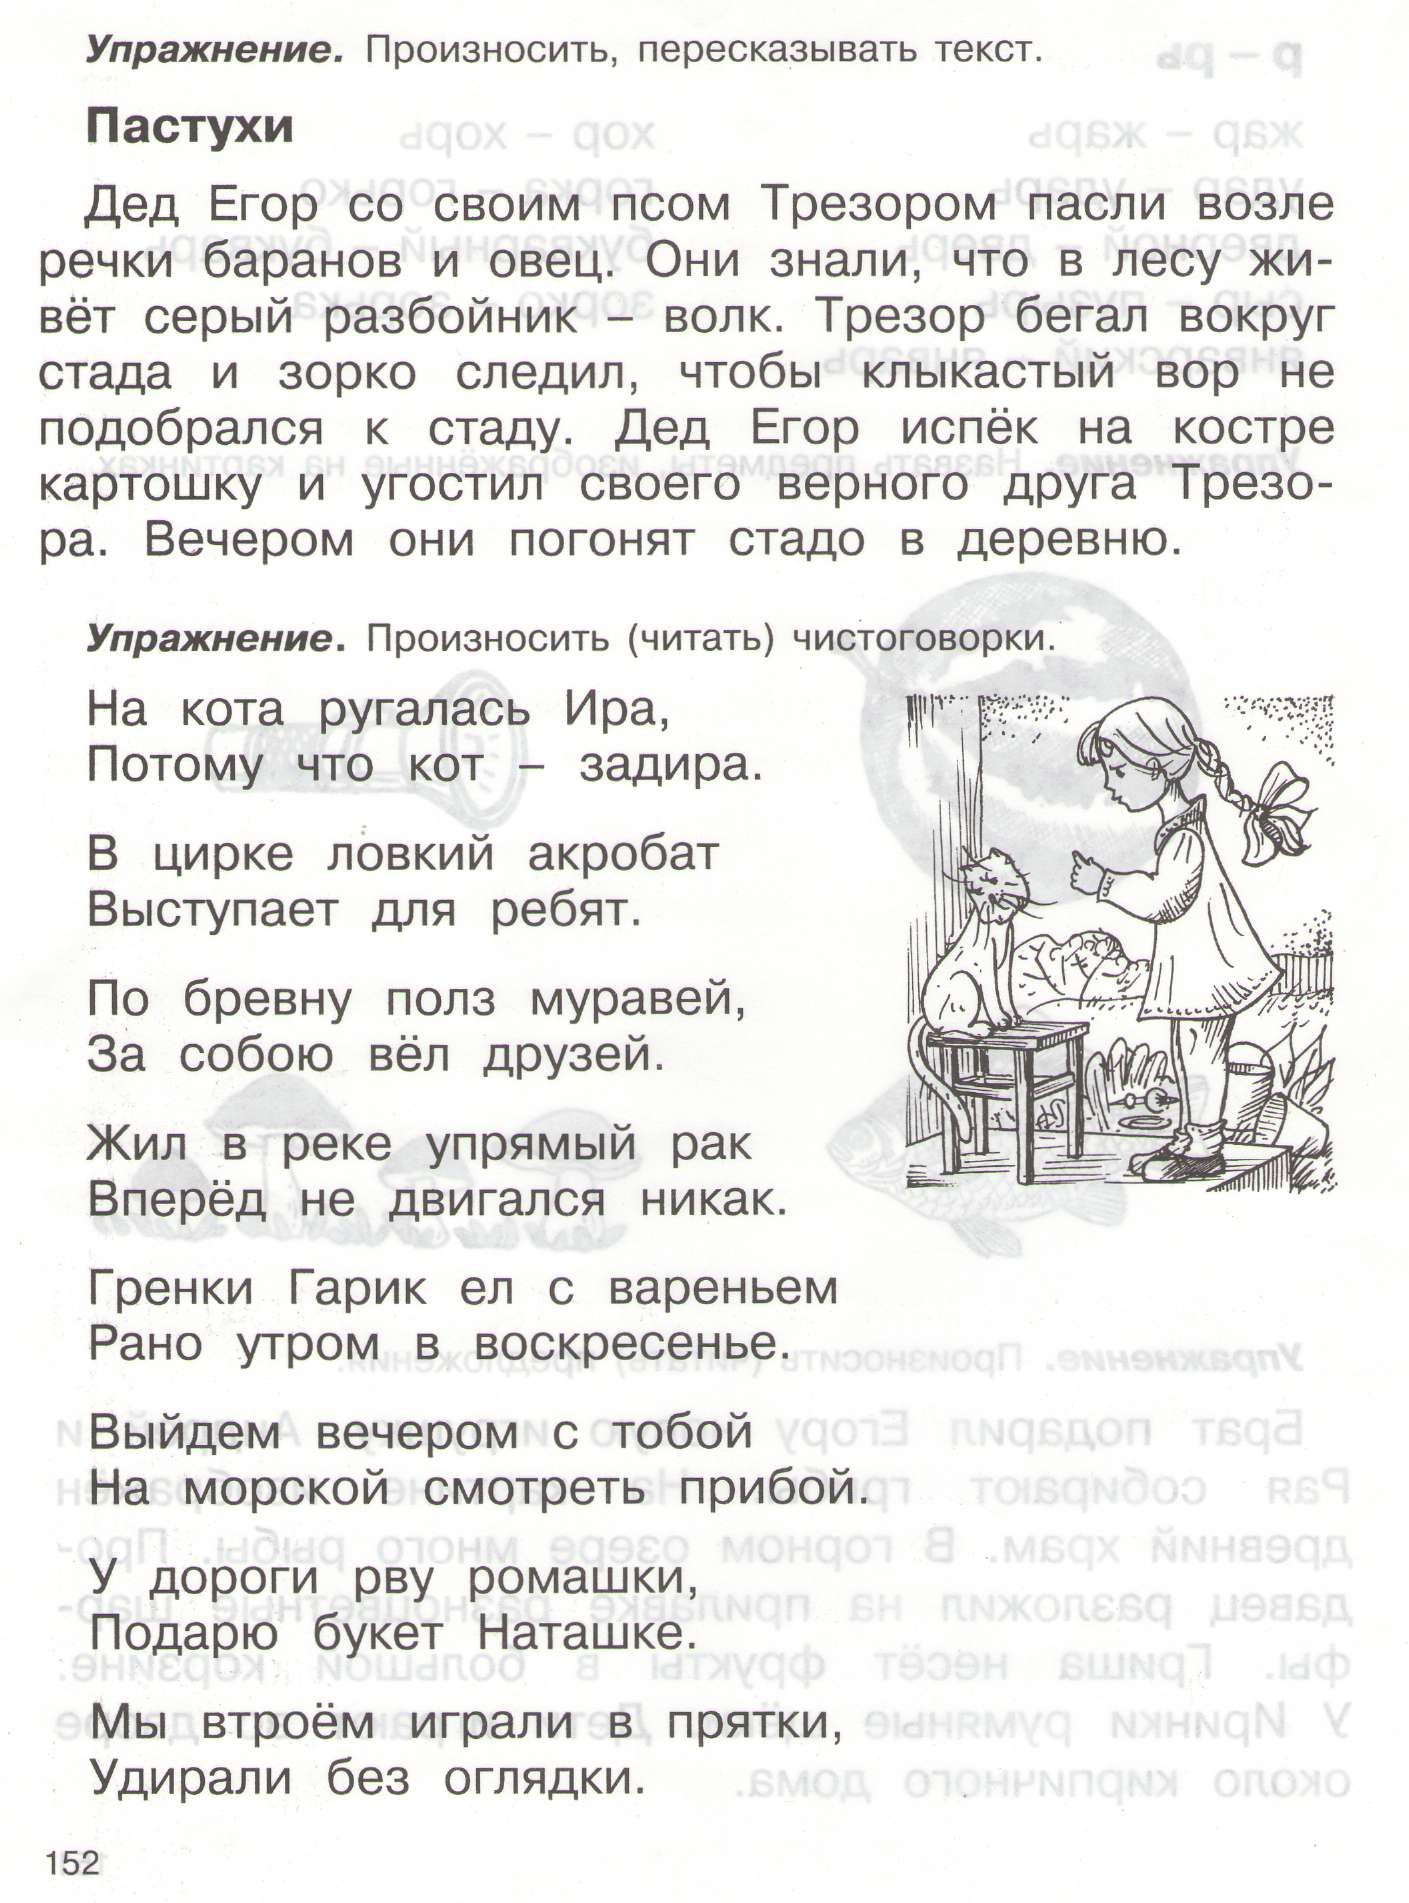 Упражнение. Произносить, пересказывать текст.
Пастухи
Дед Егор со своим псом Трезором пасли возле
речки баранов и овец. Они знали, что в лесу жи-
вёт серый разбойник – волк. Трезор бегал вокруг
стада и зорко следил, чтобы клыкастый вор не
подобрался к стаду. Дед Егор испёк на костре
картошку и угостил своего верного друга Трезо-
ра. Вечером они погонят стадо в деревню.
Упражнение. Произносить (читать) чистоговорки.
На кота ругалась Ира,
Потому что кот – задира.
В цирке ловкий акробат
Выступает для ребят.
По бревну полз муравей,
За собою вёл друзей.
Жил в реке упрямый рак
Вперёд не двигался никак.
Гренки Гарик ел с вареньем
Рано утром в воскресенье.
Выйдем вечером с тобой
На морской смотреть прибой.
У дороги рву ромашки,
Подарю букет Наташке.
Мы втроём играли в прятки,
Удирали без оглядки.
152